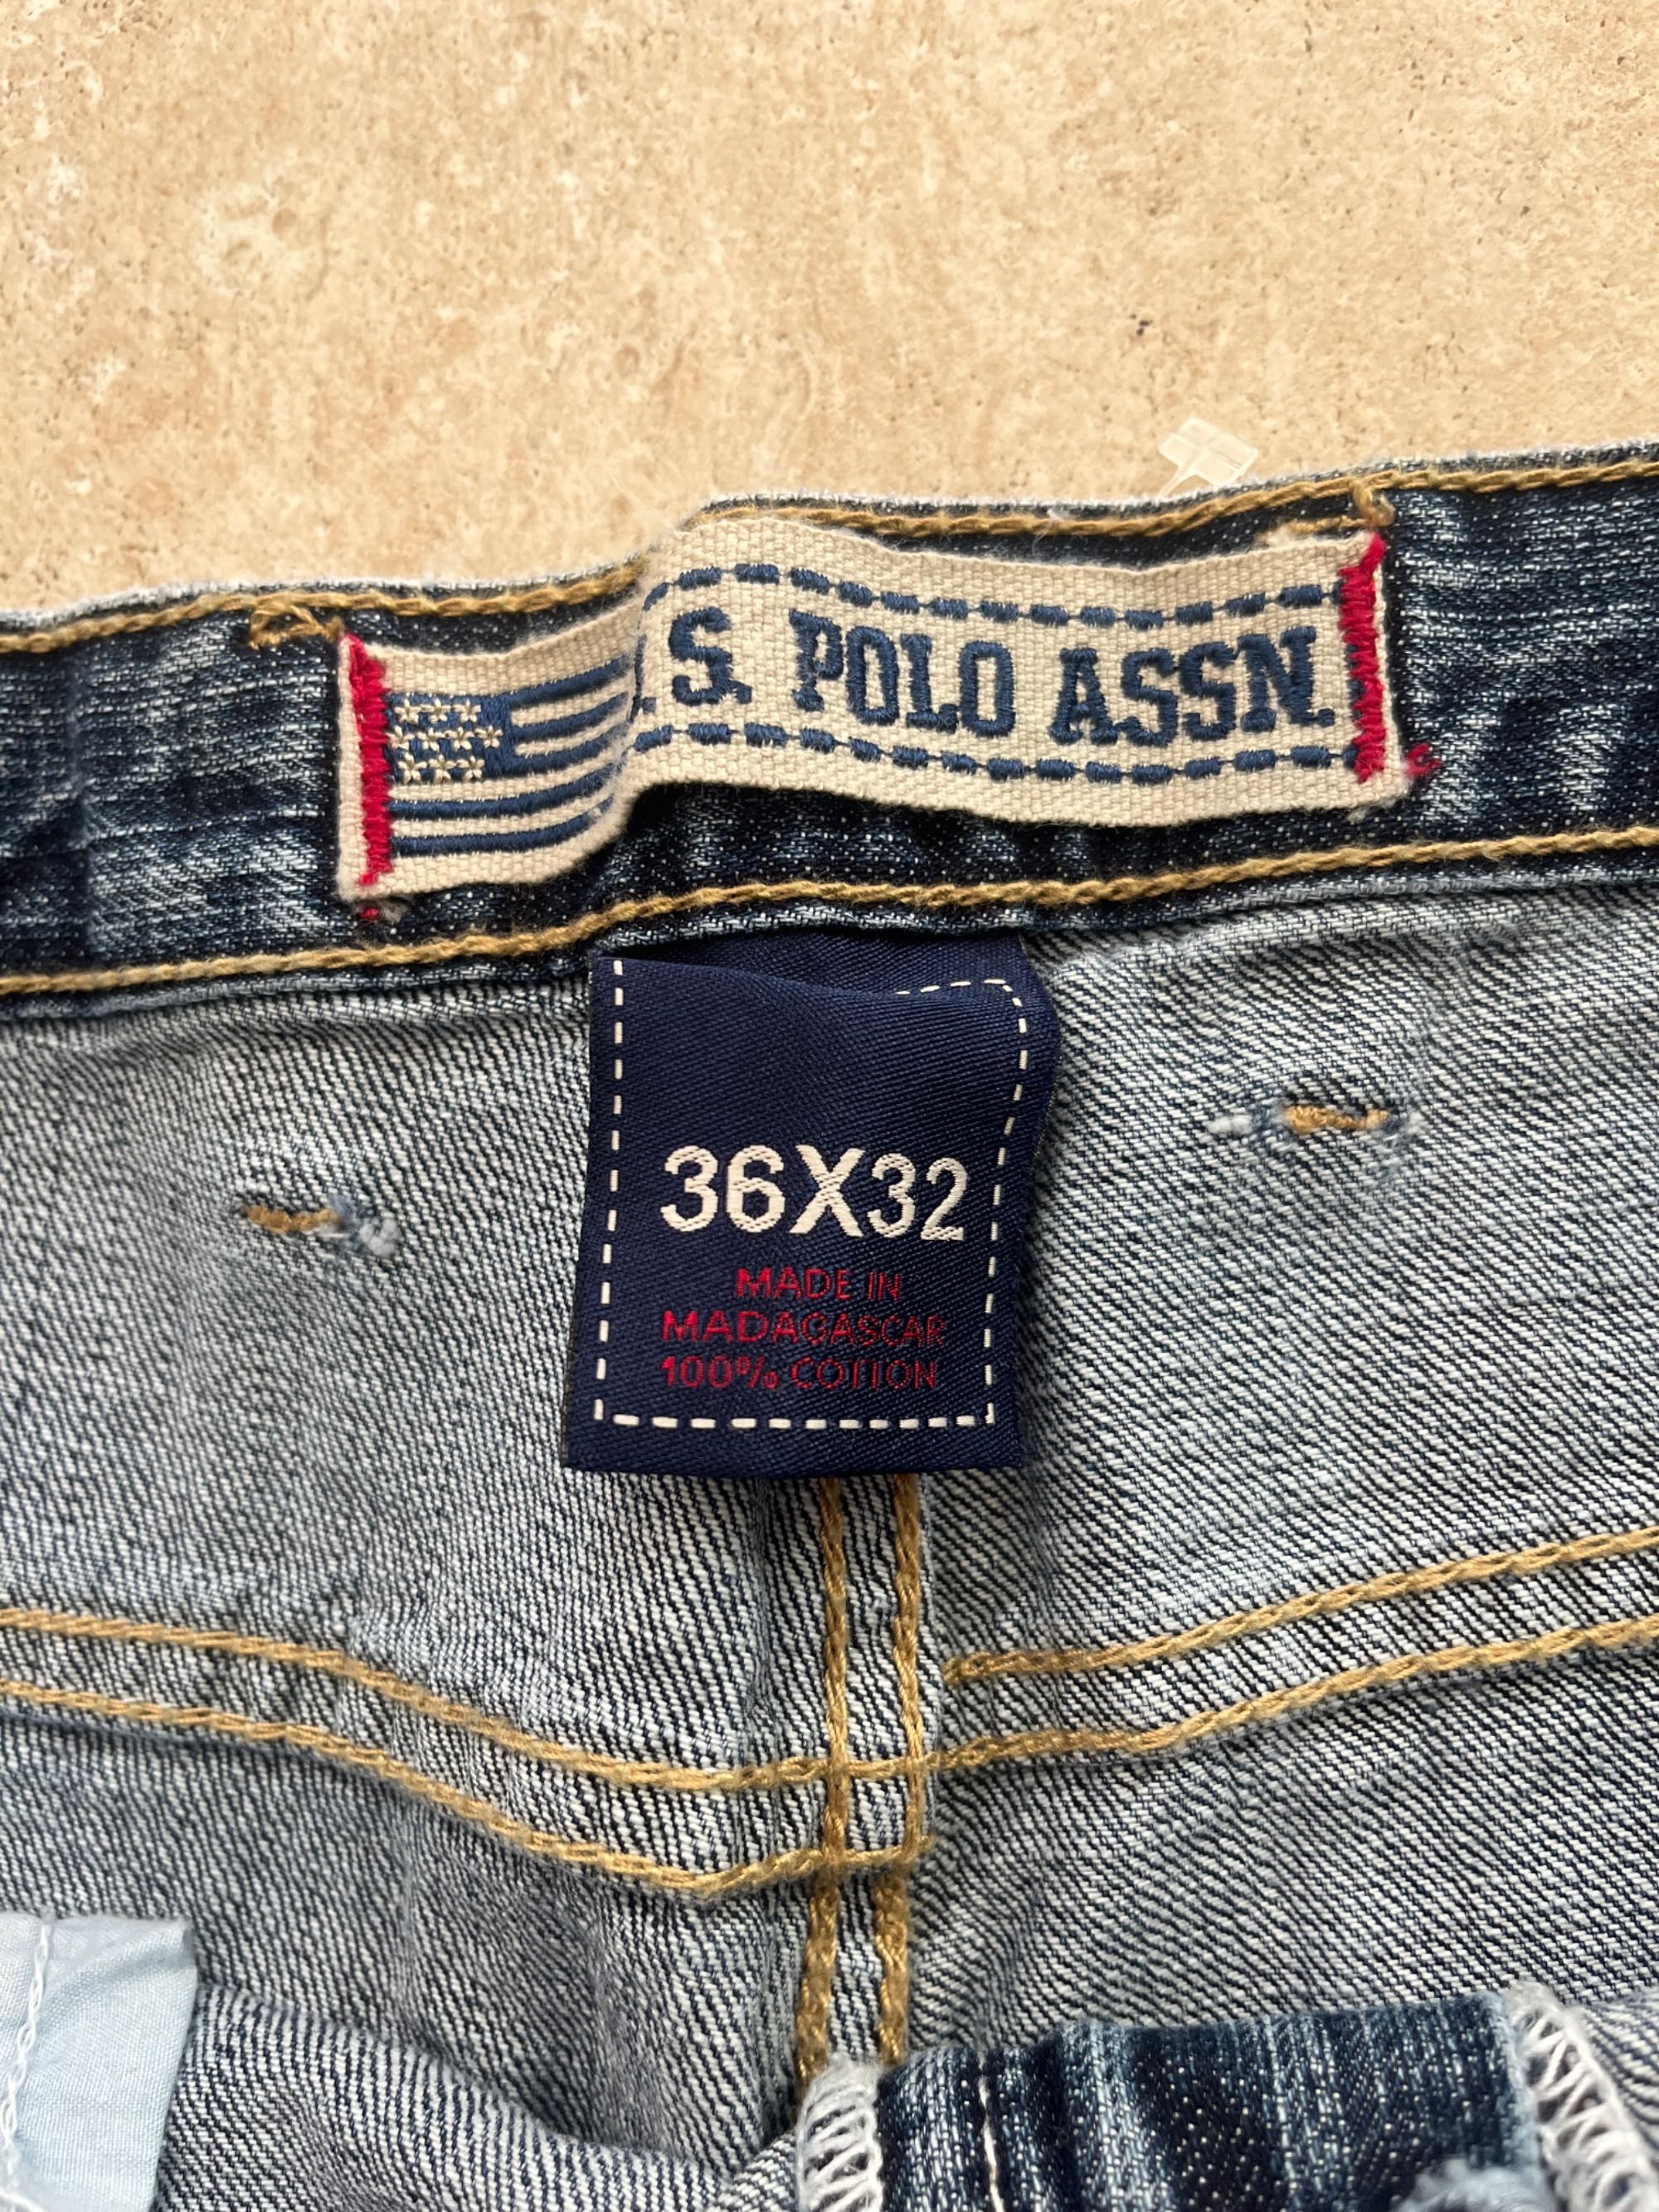 U.S. POLO ASSN.
36X32
MADE IN
MADAGASCAR
100% COTTON